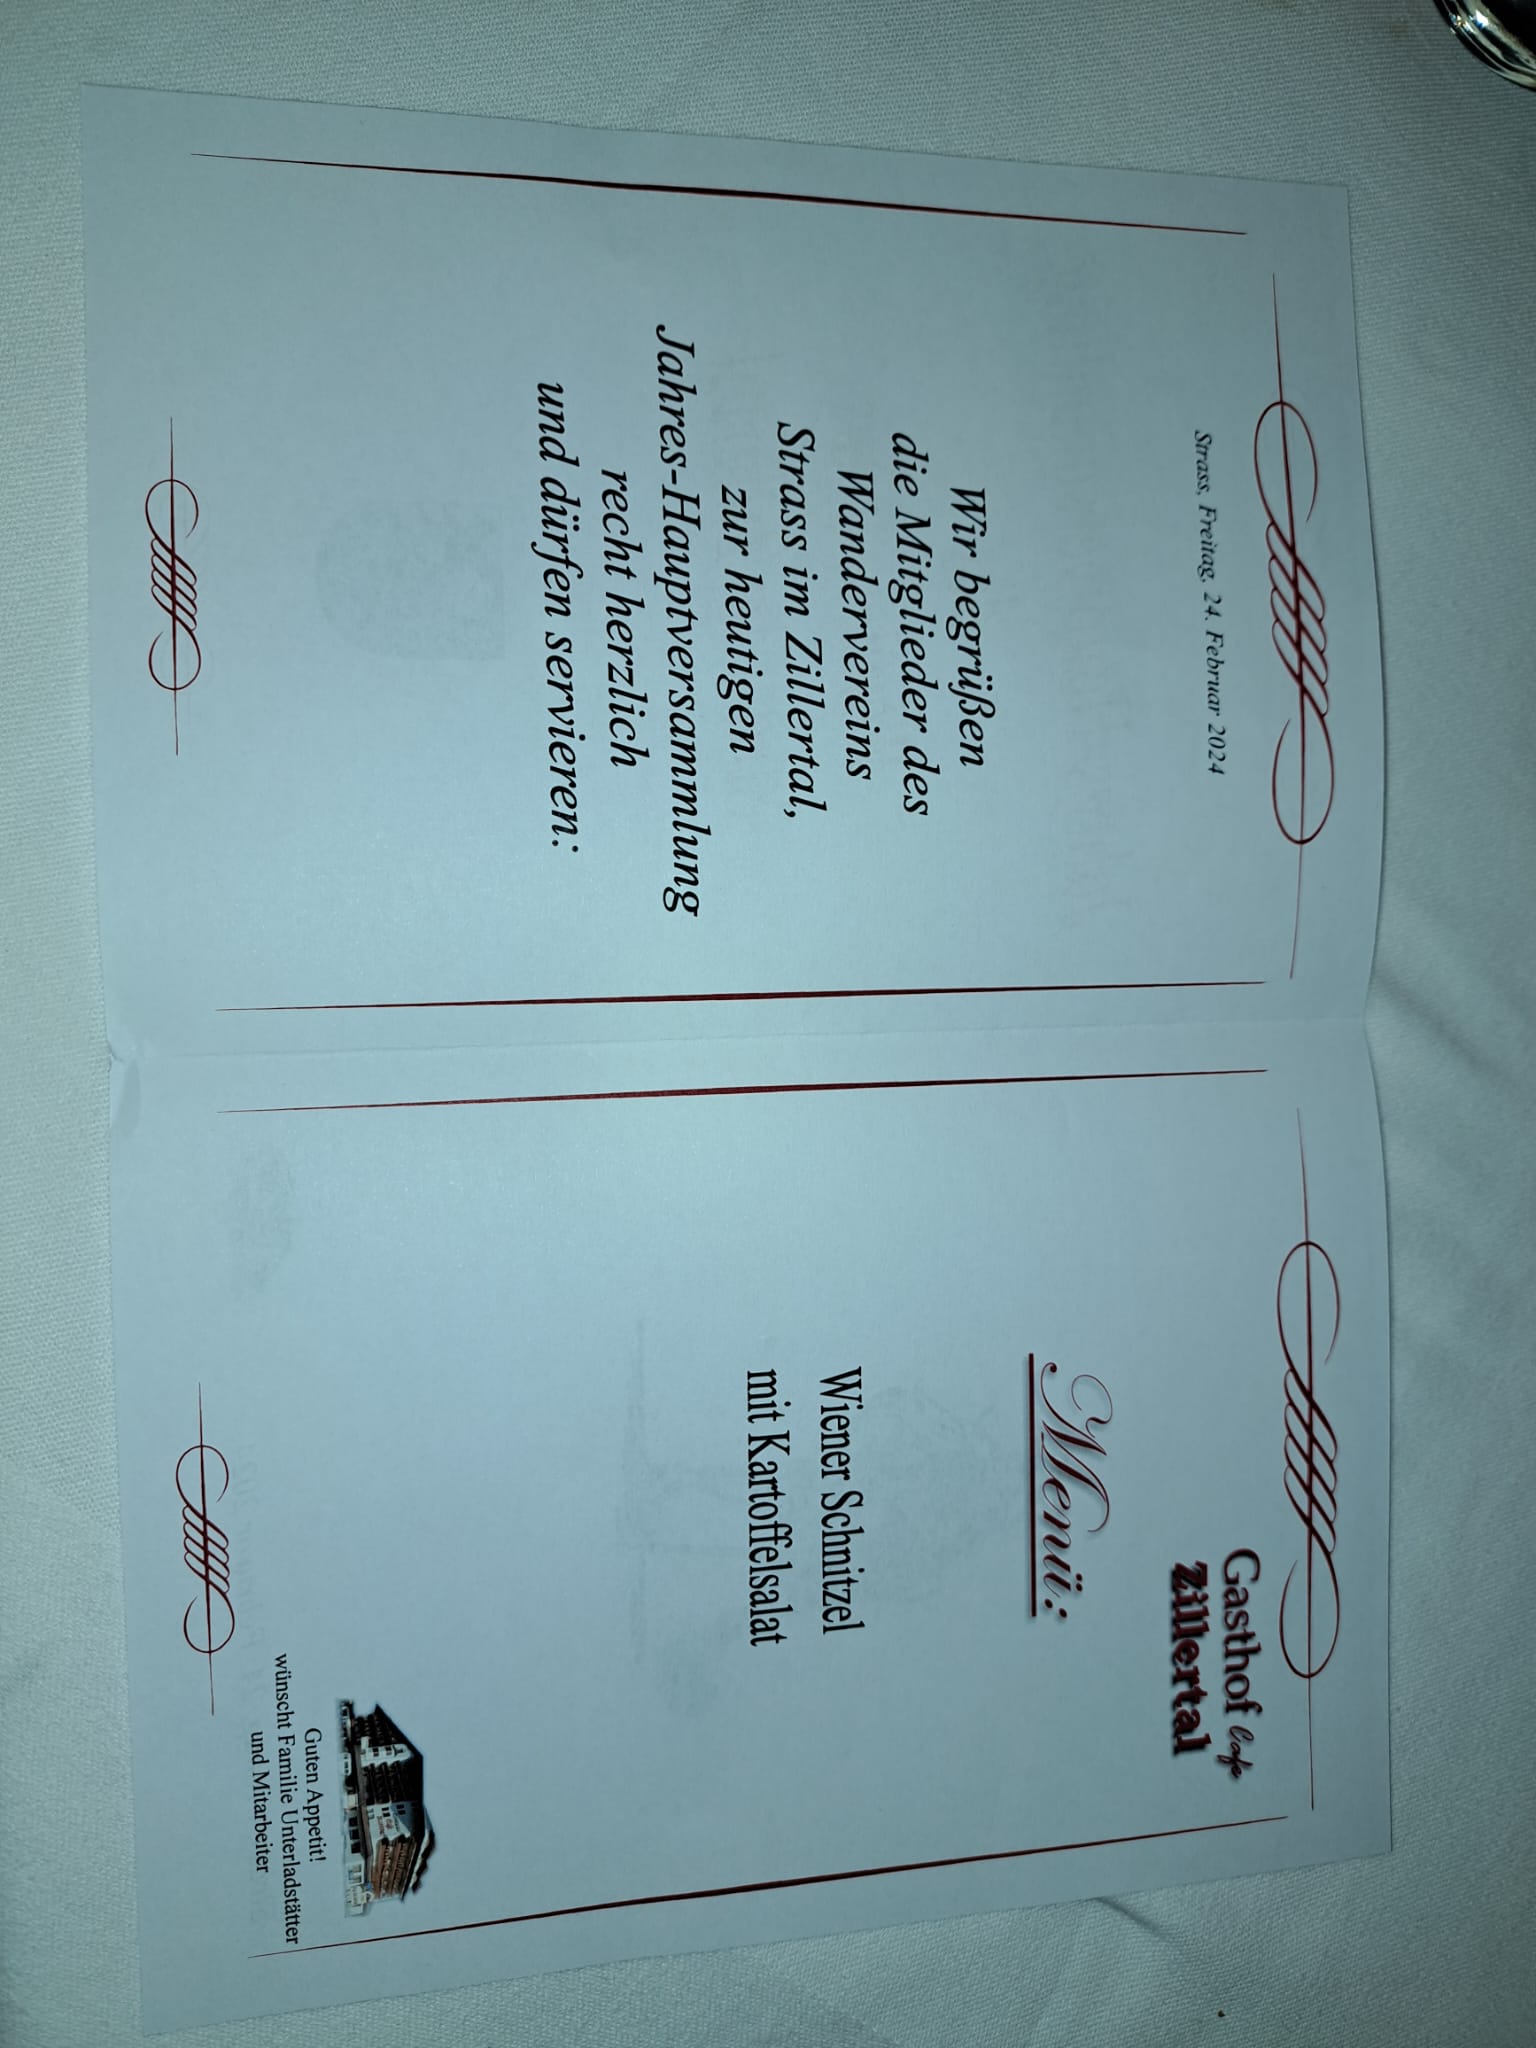 Strass, Freitag, 24. Februar 2024
Wir begrüßen
die Mitglieder des
Wandervereins
Strass im Zillertal,
zur heutigen
Jahres-Hauptversammlung
recht herzlich
und dürfen servieren:
Gasthof Cafe
Zillertal
Menü:
Wiener Schnitzel
mit Kartoffelsalat
Guten Appetit!
wünscht Familie Unterladstätter
und Mitarbeiter